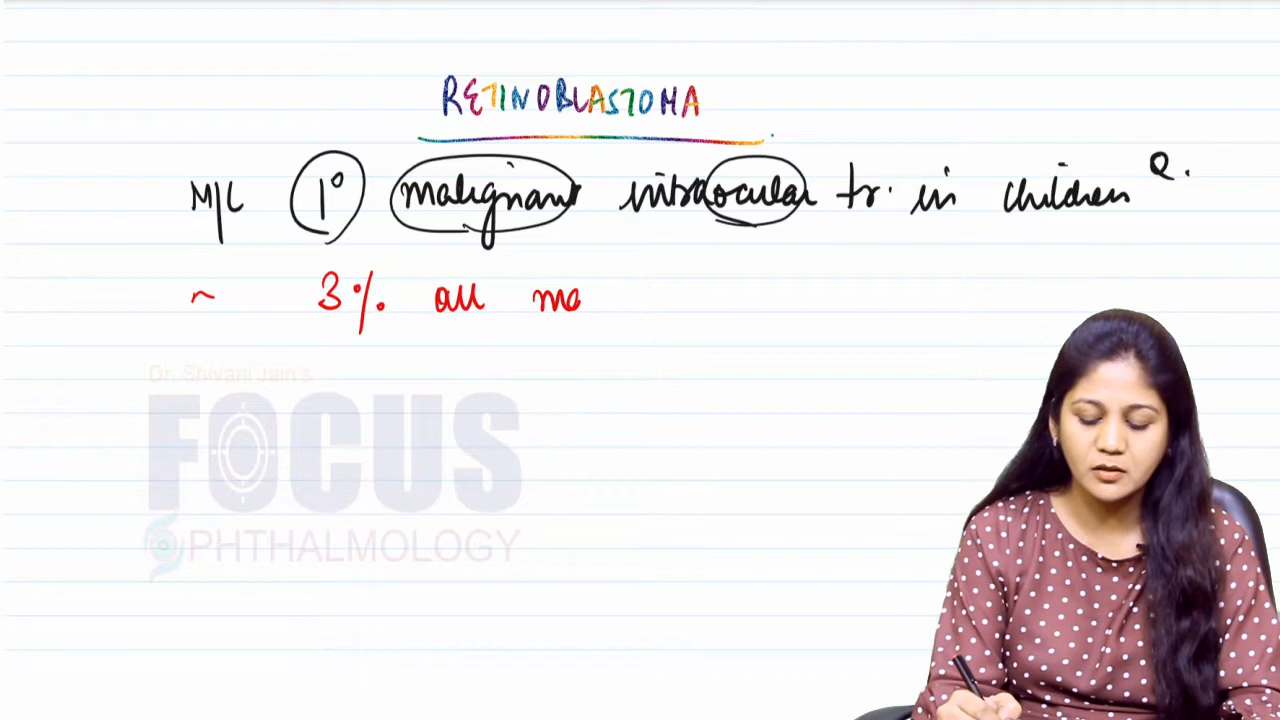 RETINOBLASTOMA
M/C 1° malignant intraocular tr. in children Q.
~ 3% all ma
Dr. Shivani Jain's
FOCUS
OPHTHALMOLOGY